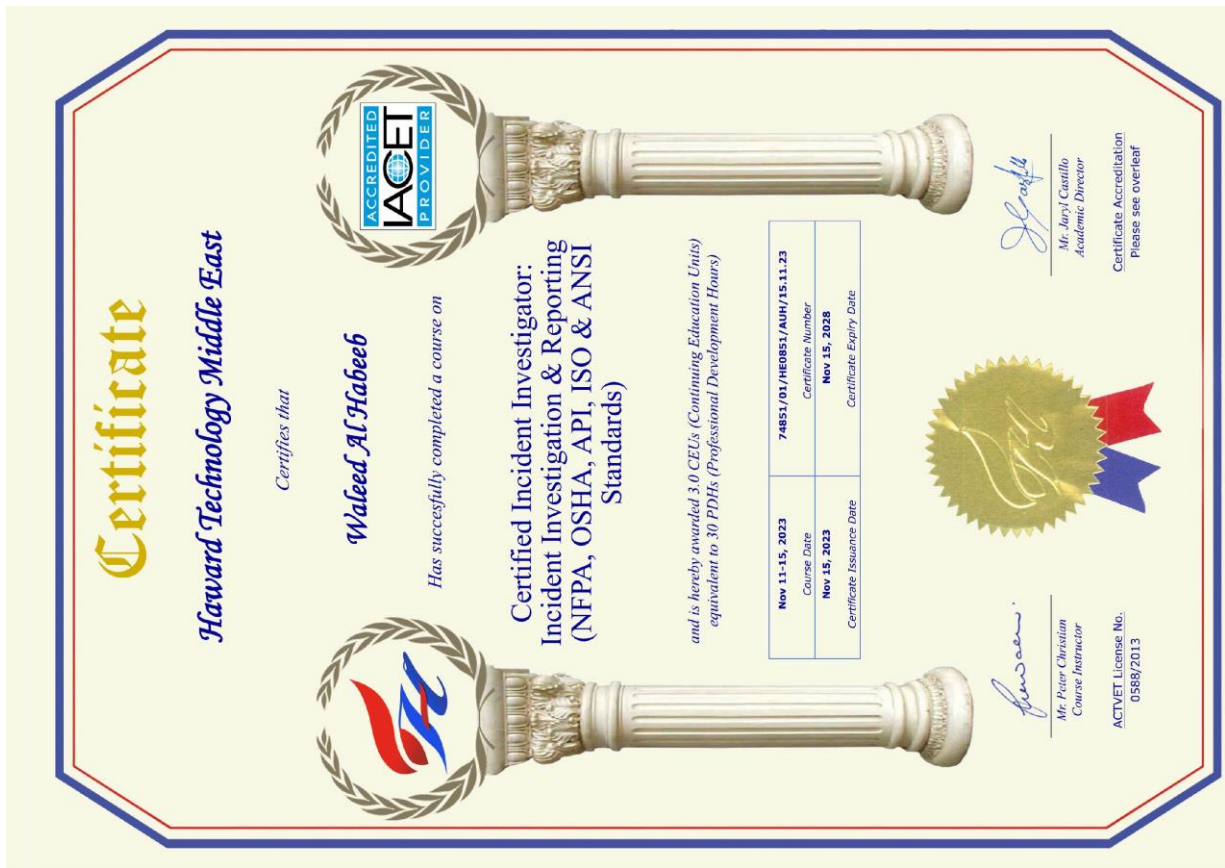 Certificate
Haward Technology Middle East
Certifies that
Waleed Al Habeeb
Has succesfully completed a course on
Certified Incident Investigator:
Incident Investigation & Reporting
(NFPA, OSHA, API, ISO & ANSI
Standards)
and is hereby awarded 3.0 CEUs (Continuing Education Units)
equivalent to 30 PDHs (Professional Development Hours)
Nov 11-15, 2023 74851/01/HE0851/AUH/15.11.23
Course Date Certificate Number
Nov 15, 2023 Nov 15, 2028
Certificate Issuance Date Certificate Expiry Date
ACCREDITED
IACET
PROVIDER
Mr. Peter Christian
Course Instructor
ACTVET License No.
0588/2013
Mr. Jaryl Castillo
Academic Director
Certificate Accreditation
Please see overleaf